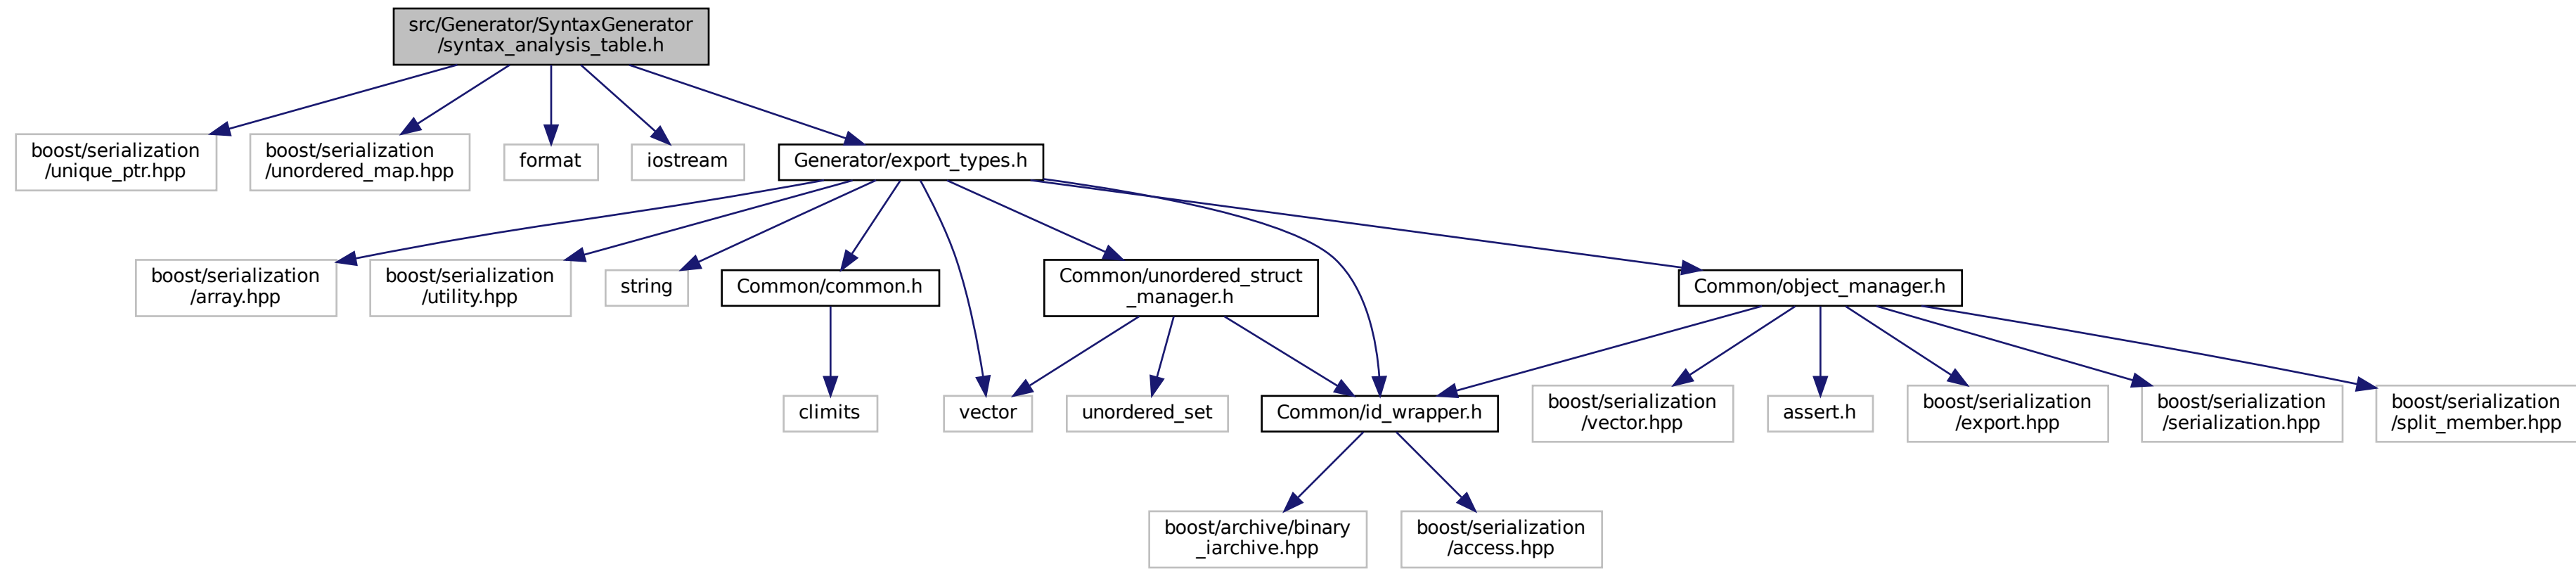 src/Generator/SyntaxGenerator
/syntax_analysis_table.h
boost/serialization
/unique_ptr.hpp
boost/serialization
/unordered_map.hpp
format
iostream
Generator/export_types.h
boost/serialization
/array.hpp
boost/serialization
/utility.hpp
string
Common/common.h
Common/unordered_struct
_manager.h
Common/object_manager.h
climits
vector
unordered_set
Common/id_wrapper.h
boost/serialization
/vector.hpp
assert.h
boost/serialization
/export.hpp
boost/serialization
/serialization.hpp
boost/serialization
/split_member.hpp
boost/archive/binary
_iarchive.hpp
boost/serialization
/access.hpp